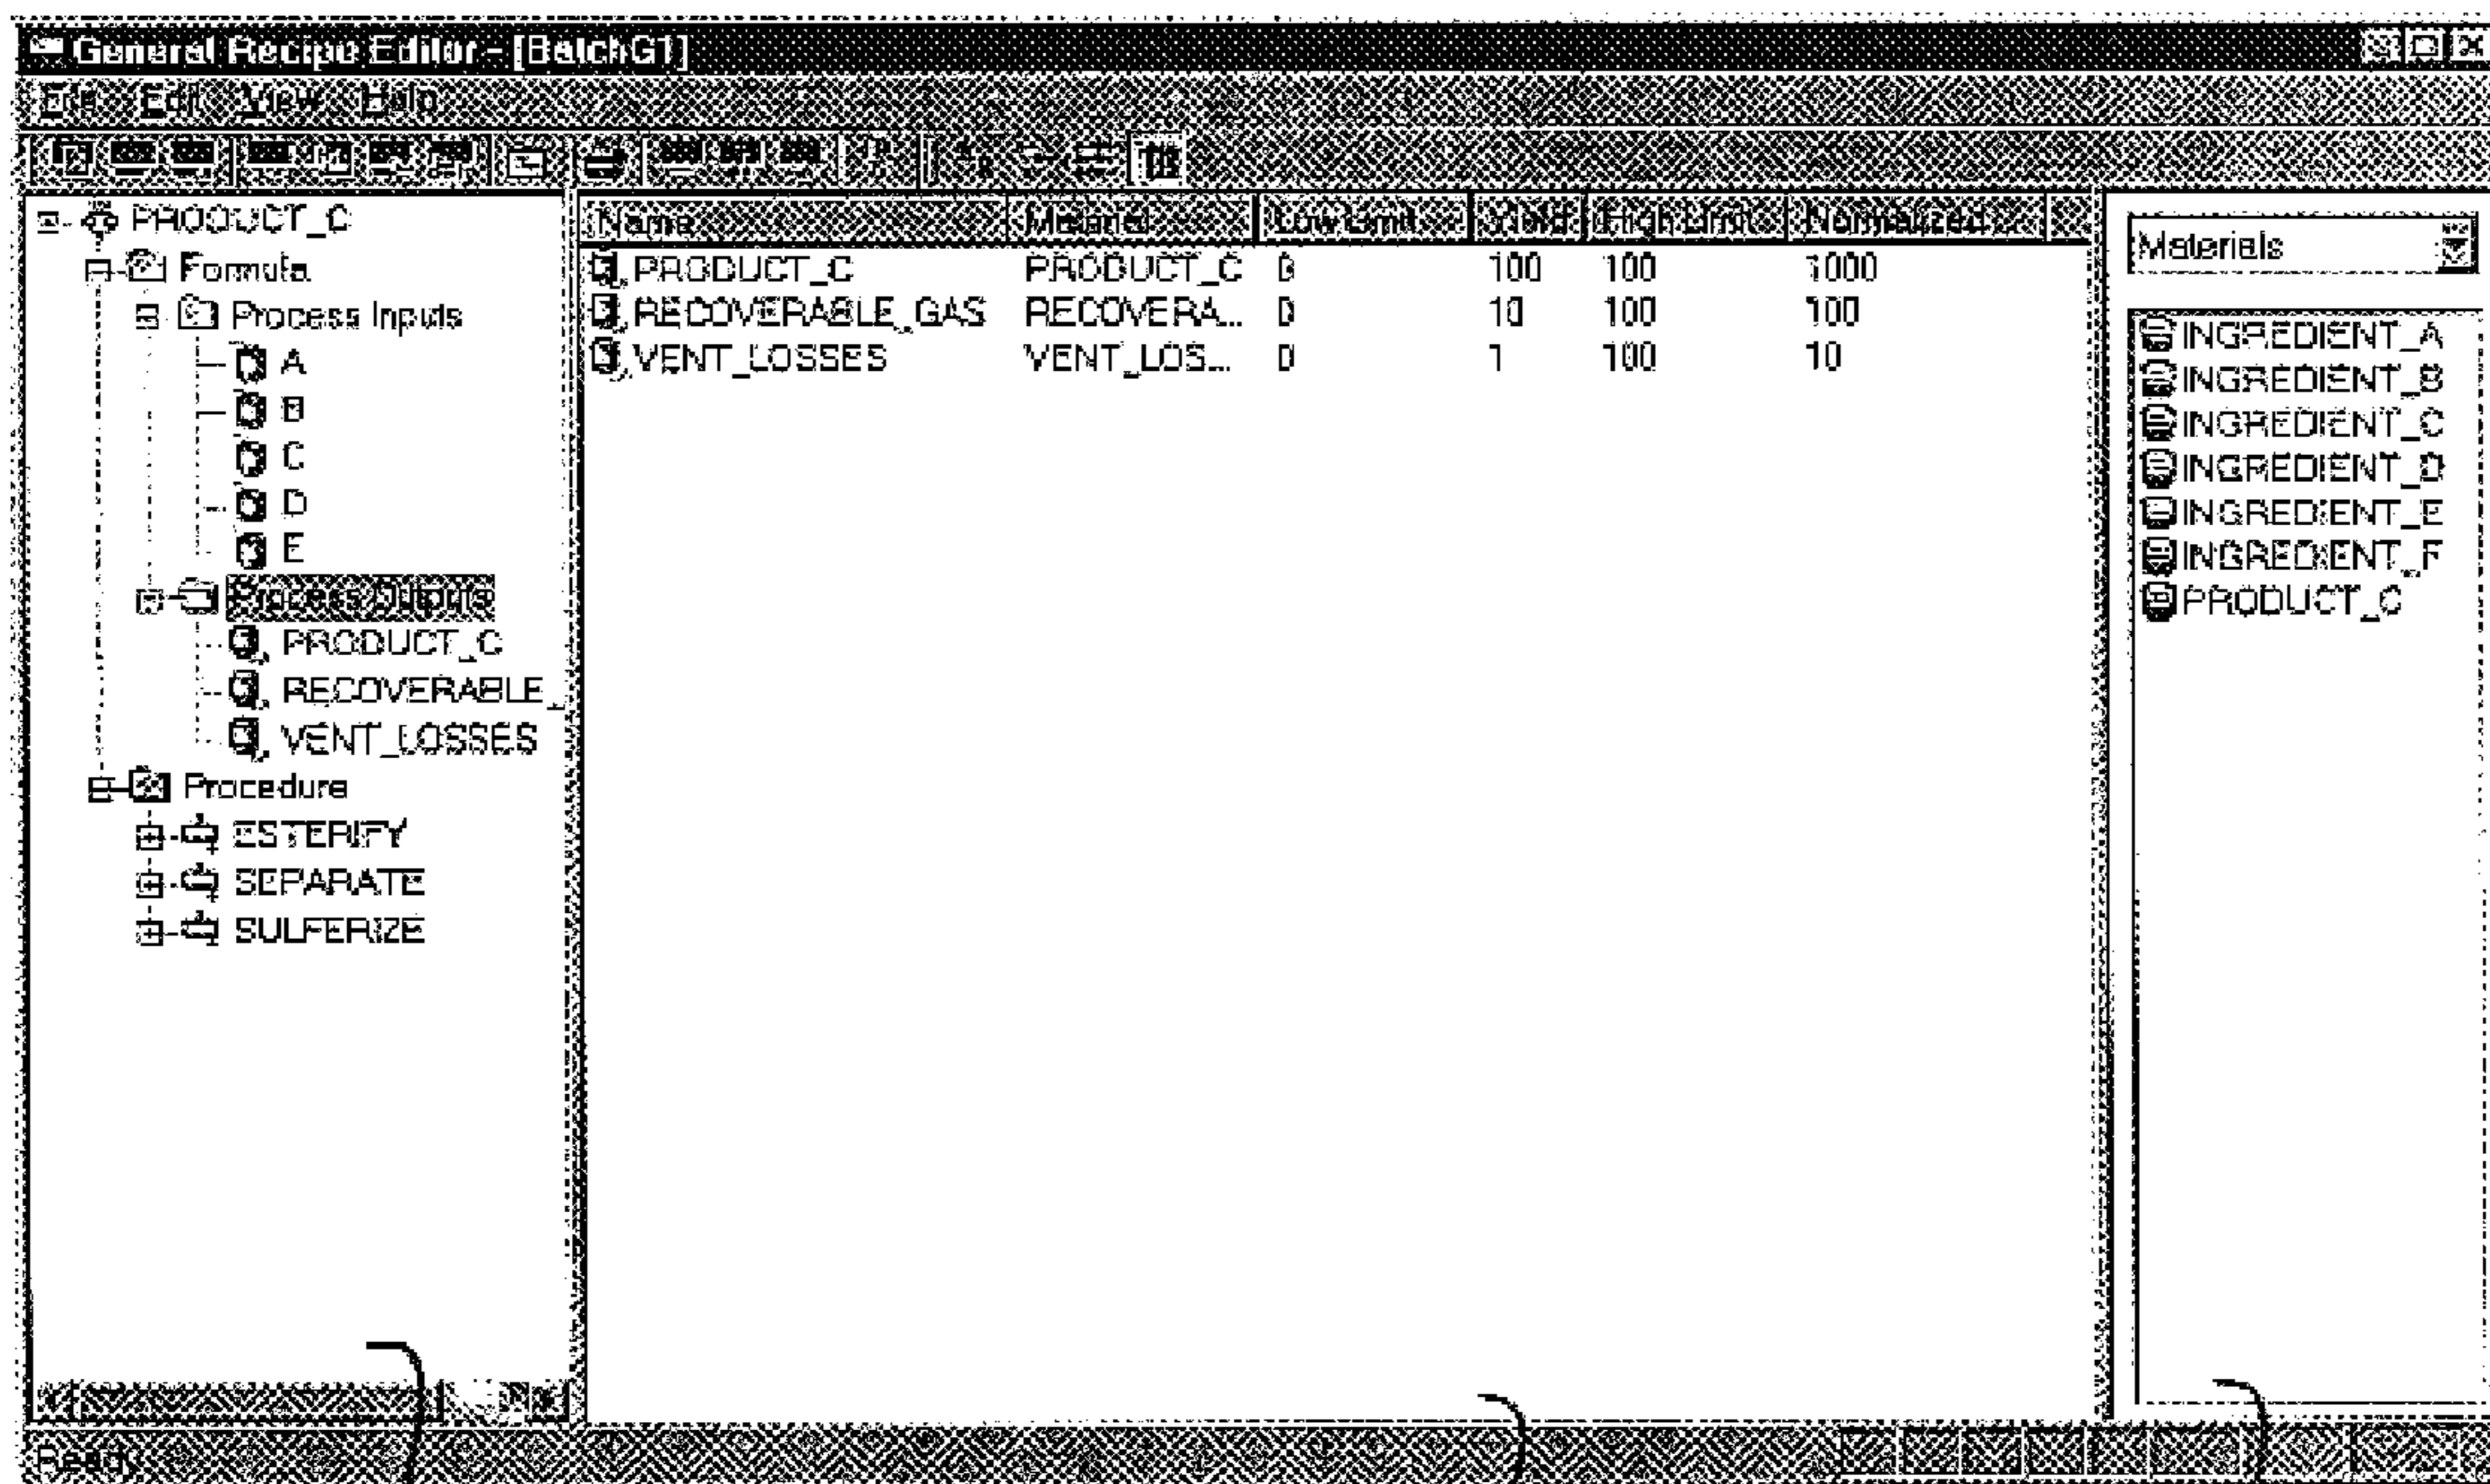 General Recipe Editor - [BatchG1]
File Edit View Help
PRODUCT_C
Formula
Process Inputs
A
B
C
D
E
Process Outputs
PRODUCT_C
RECOVERABLE_
VENT_LOSSES
Procedure
ESTERIFY
SEPARATE
SULFERIZE
Name Material Low Limit Yield High Limit Normalized
PRODUCT_C PRODUCT_C 0 100 100 1000
RECOVERABLE_GAS RECOVERA... 0 10 100 100
VENT_LOSSES VENT_LOS... 0 1 100 10
Materials
INGREDIENT_A
INGREDIENT_B
INGREDIENT_C
INGREDIENT_D
INGREDIENT_E
INGREDIENT_F
PRODUCT_C
Ready